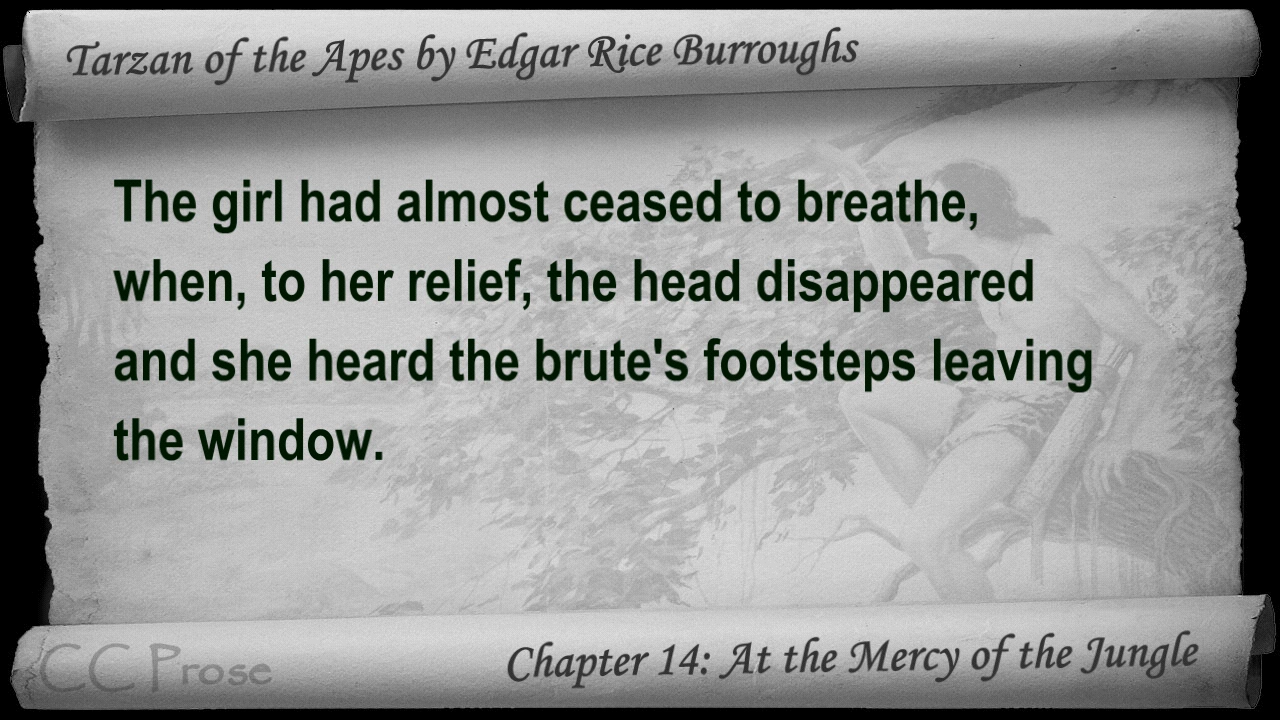 Tarzan of the Apes by Edgar Rice Burroughs
The girl had almost ceased to breathe,
when, to her relief, the head disappeared
and she heard the brute's footsteps leaving
the window.
CC Prose
Chapter 14: At the Mercy of the Jungle